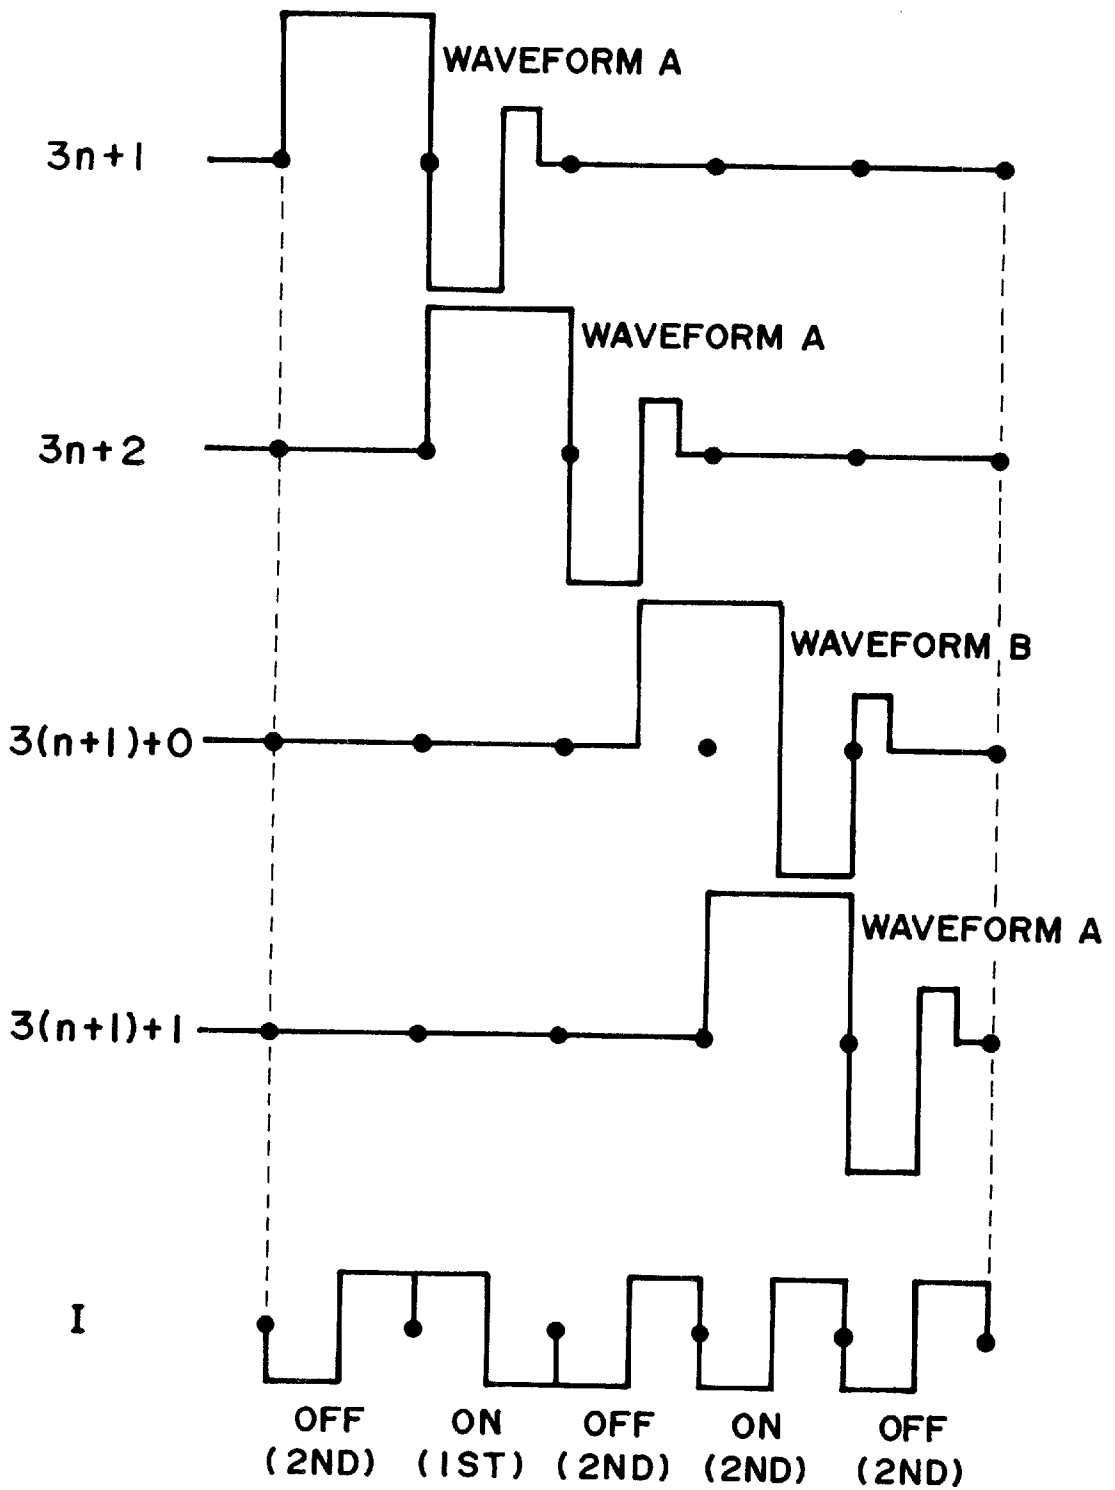 WAVEFORM A
3n+1
WAVEFORM A
3n+2
WAVEFORM B
3(n+1)+0
WAVEFORM A
3(n+1)+1
I
OFF ON OFF ON OFF
(2ND) (1ST) (2ND) (2ND) (2ND)